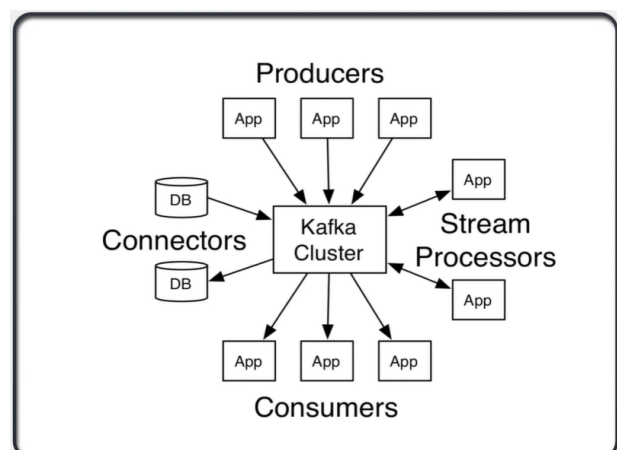 Producers
App
App
App
DB
App
Connectors
Kafka
Cluster
Stream
Processors
DB
App
App
App
App
Consumers